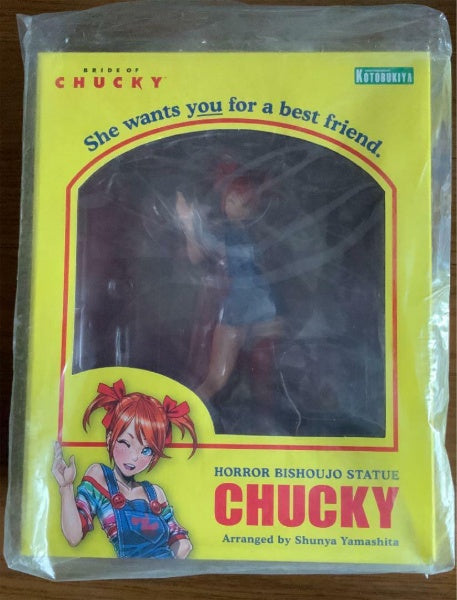 BRIDE OF
CHUCKY
KOTOBUKIYA
She wants you for a best friend.
HORROR BISHOUJO STATUE
CHUCKY
Arranged by Shunya Yamashita